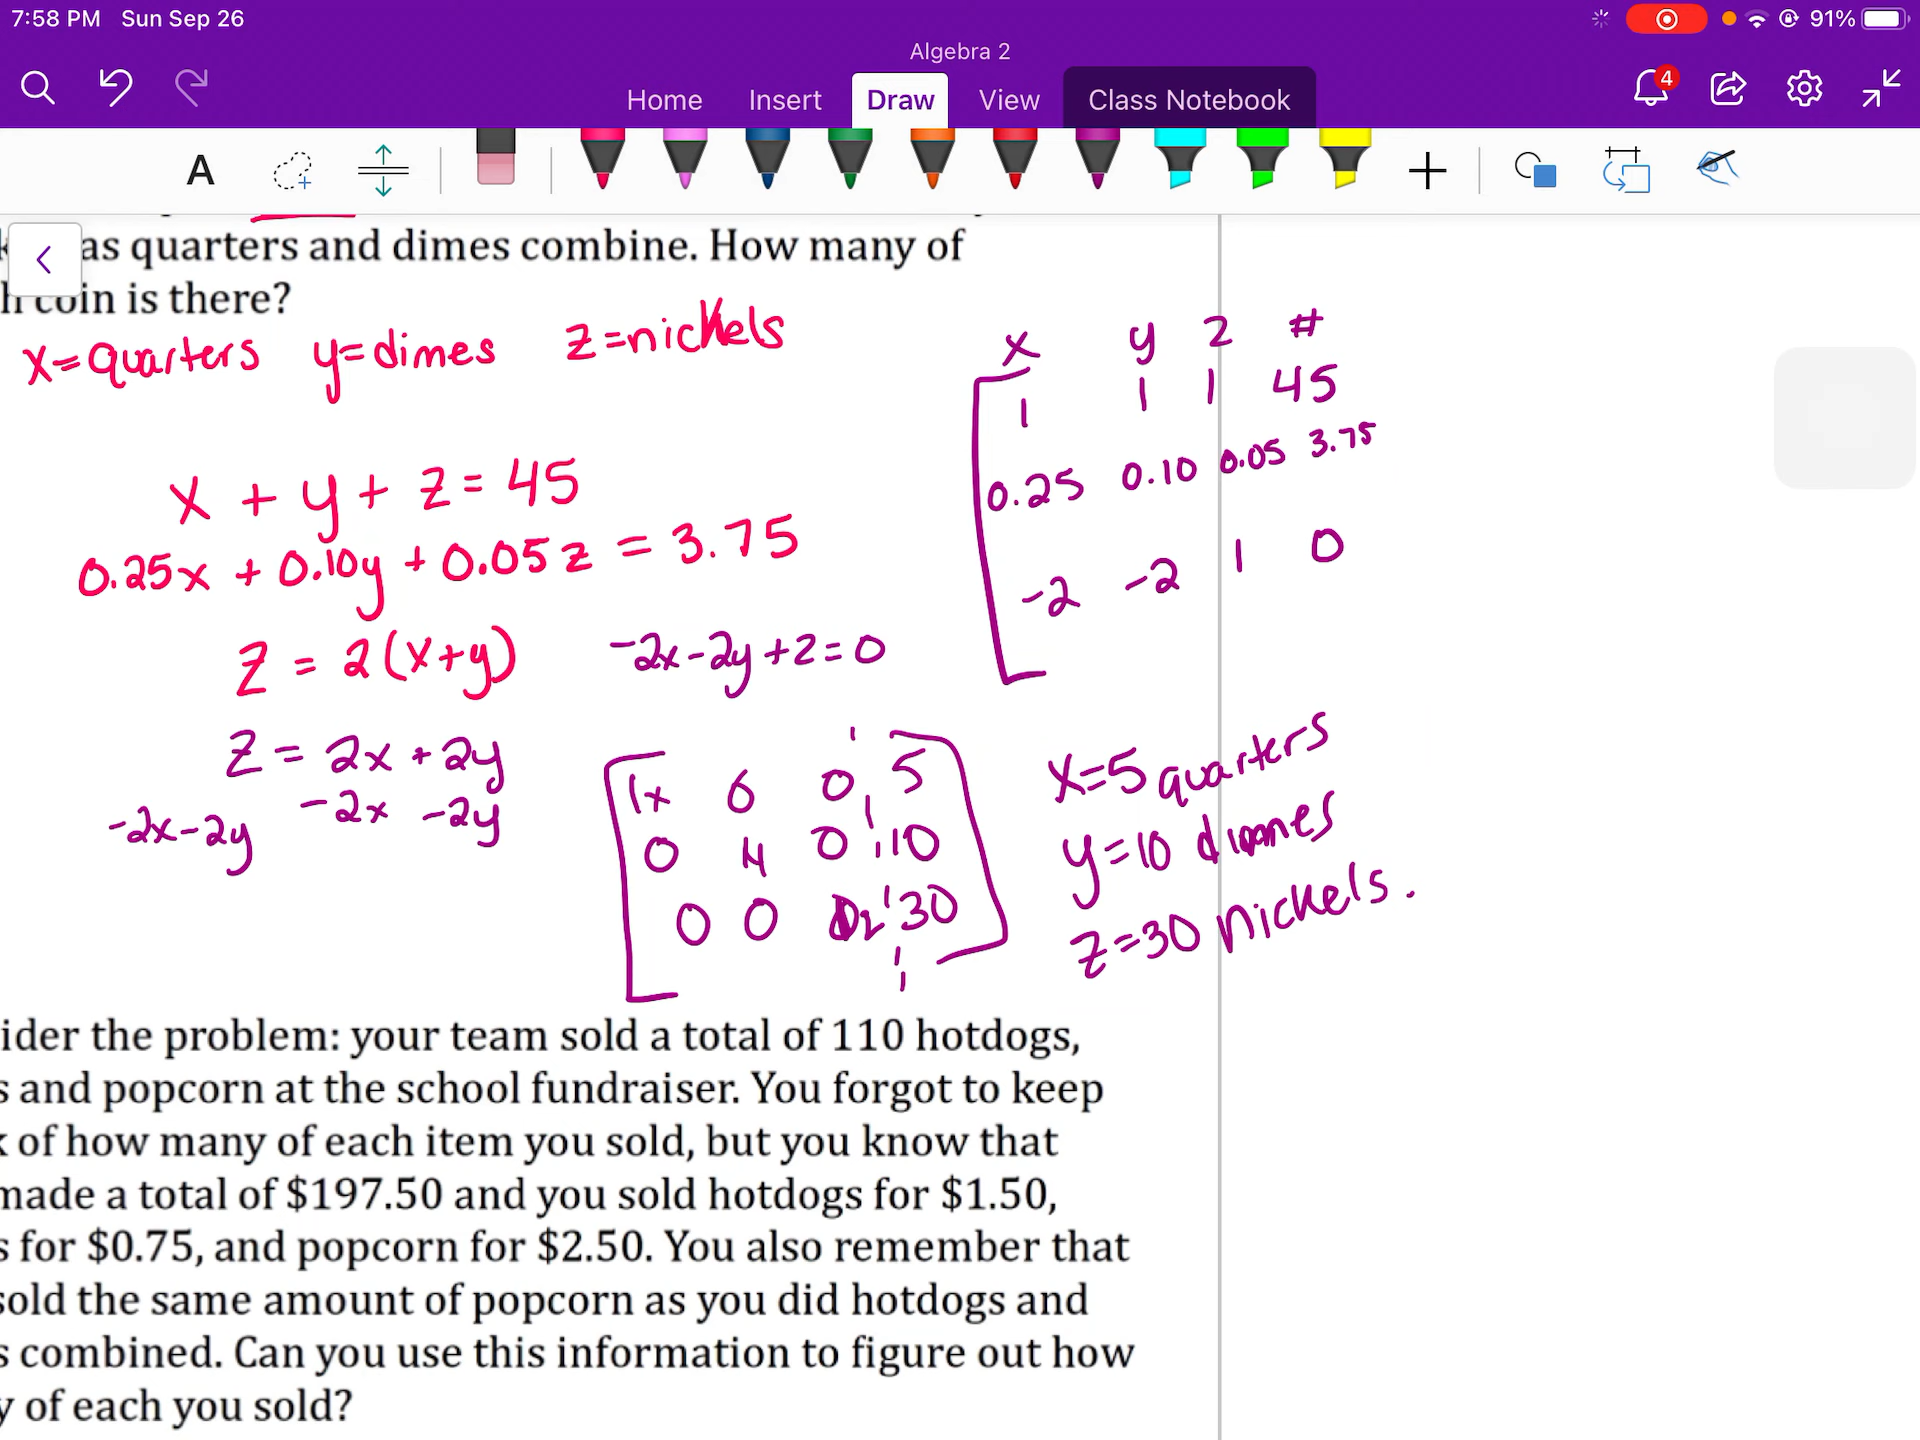 7:58 PM Sun Sep 26
91%
Algebra 2
4
Home Insert Draw View Class Notebook
A
as quarters and dimes combine. How many of
h coin is there?
x=quarters y=dimes z=nickels
x + y + z = 45
0.25x + 0.10y + 0.05z = 3.75
z = 2(x+y)
-2x-2y+z=0
z = 2x + 2y
-2x-2y -2x -2y
x y z #
1 1 1 45
0.25 0.10 0.05 3.75
-2 -2 1 0
1x 0 0 5
0 0 10
0 0 30
x=5 quarters
y=10 dimes
z=30 nickels.
ider the problem: your team sold a total of 110 hotdogs,
s and popcorn at the school fundraiser. You forgot to keep
k of how many of each item you sold, but you know that
made a total of $197.50 and you sold hotdogs for $1.50,
s for $0.75, and popcorn for $2.50. You also remember that
sold the same amount of popcorn as you did hotdogs and
s combined. Can you use this information to figure out how
y of each you sold?